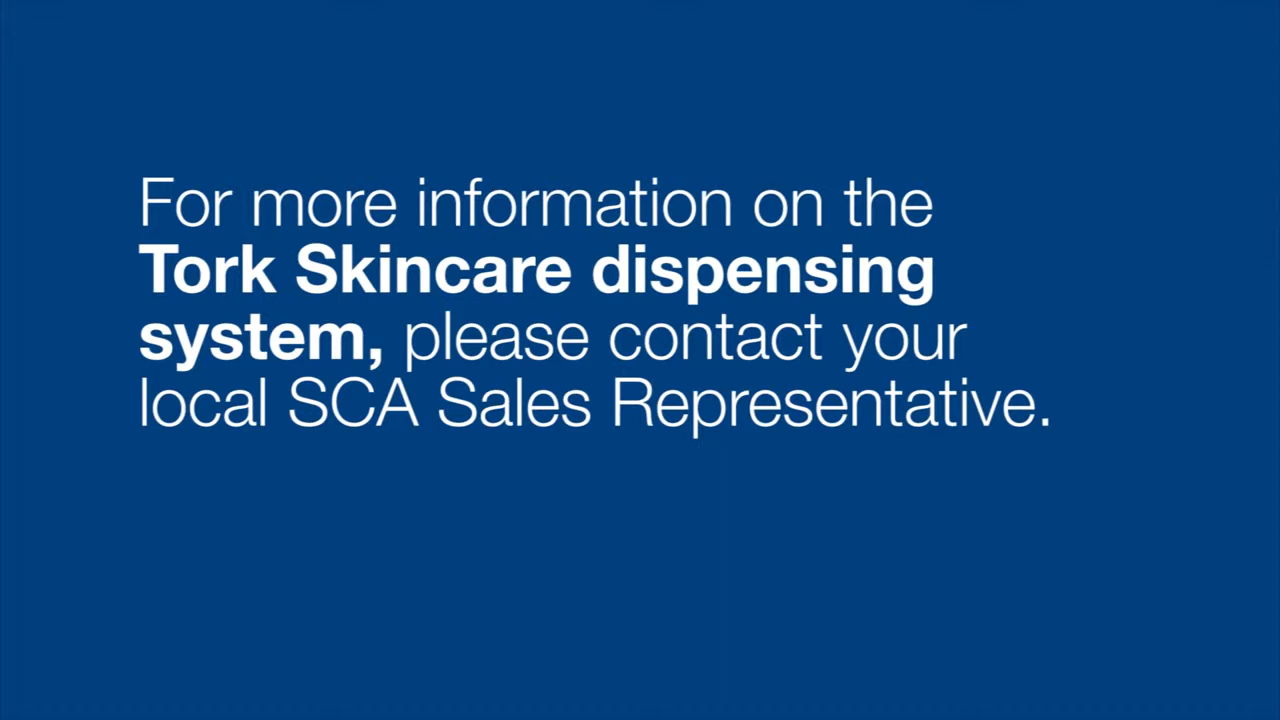 For more information on the
Tork Skincare dispensing
system, please contact your
local SCA Sales Representative.